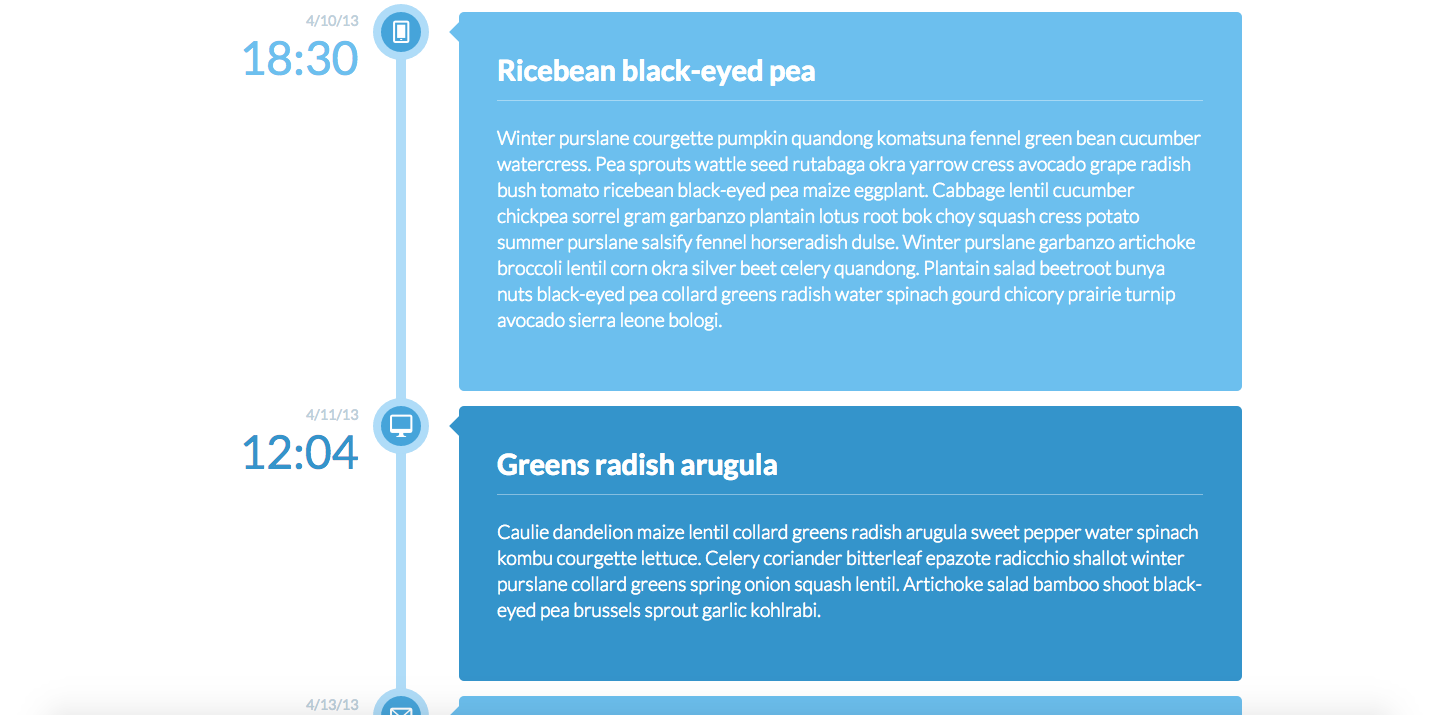 4/10/13
18:30
Ricebean black-eyed pea
Winter purslane courgette pumpkin quandong komatsuna fennel green bean cucumber
watercress. Pea sprouts wattle seed rutabaga okra yarrow cress avocado grape radish
bush tomato ricebean black-eyed pea maize eggplant. Cabbage lentil cucumber
chickpea sorrel gram garbanzo plantain lotus root bok choy squash cress potato
summer purslane salsify fennel horseradish dulse. Winter purslane garbanzo artichoke
broccoli lentil corn okra silver beet celery quandong. Plantain salad beetroot bunya
nuts black-eyed pea collard greens radish water spinach gourd chicory prairie turnip
avocado sierra leone bologi.
4/11/13
12:04
Greens radish arugula
Caulie dandelion maize lentil collard greens radish arugula sweet pepper water spinach
kombu courgette lettuce. Celery coriander bitterleaf epazote radicchio shallot winter
purslane collard greens spring onion squash lentil. Artichoke salad bamboo shoot black-
eyed pea brussels sprout garlic kohlrabi.
4/13/13